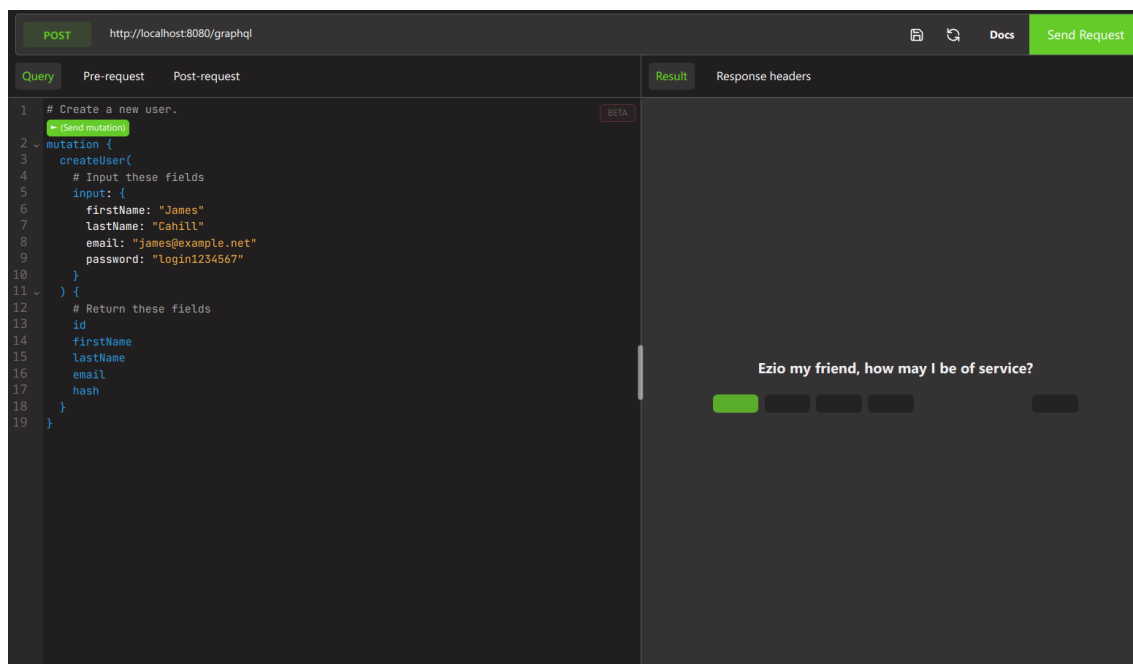 POST http://localhost:8080/graphql Docs Send Request
Query Pre-request Post-request Result Response headers
1 # Create a new user. BETA
► (Send mutation)
2 mutation {
3 createUser(
4 # Input these fields
5 input: {
6 firstName: "James"
7 lastName: "Cahill"
8 email: "james@example.net"
9 password: "login1234567"
10 }
11 ) {
12 # Return these fields
13 id
14 firstName
15 lastName
16 email
17 hash
18 }
19 }
Ezio my friend, how may I be of service?